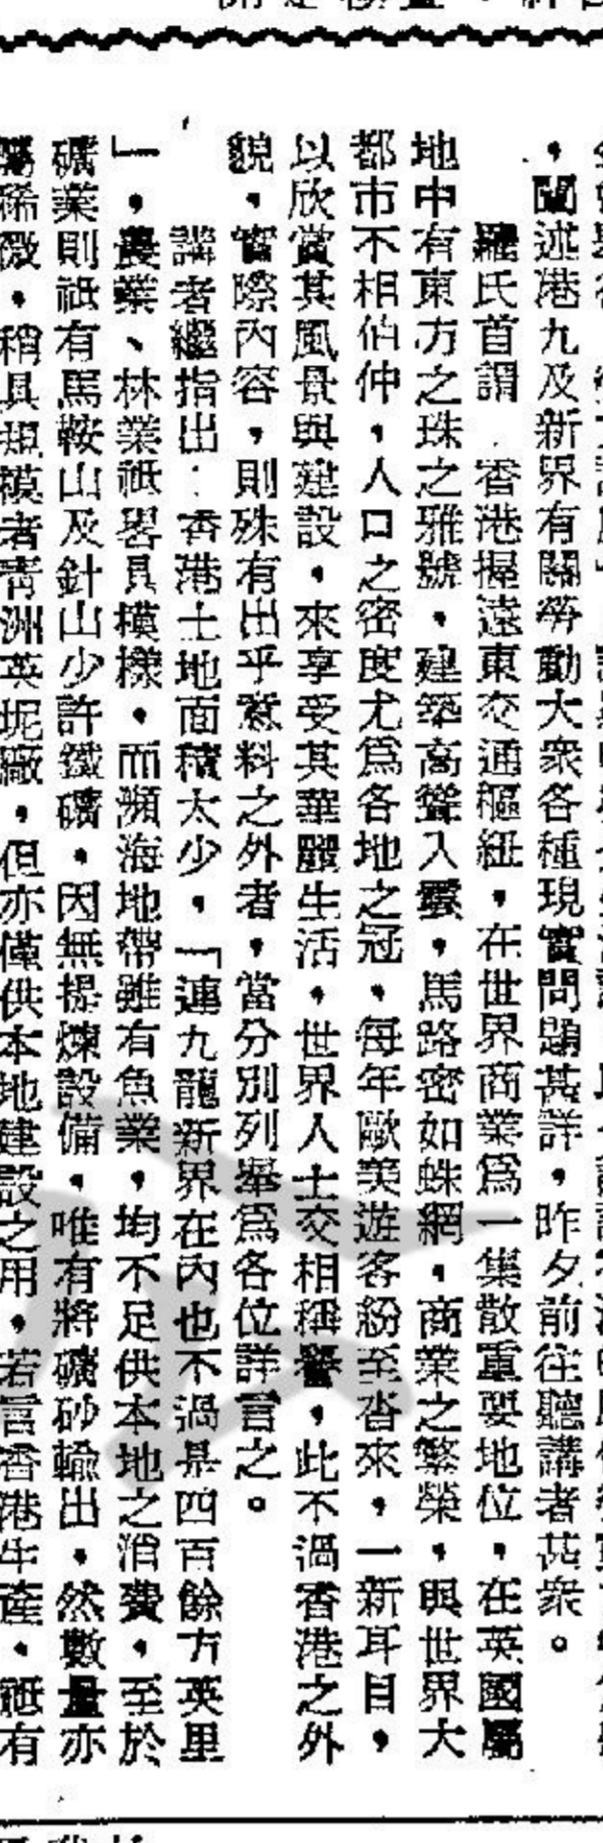 ，闡述港九及新界有關勞動大衆各種現實問題甚詳，昨夕前往聽講者甚衆。
羅氏首謂．香港握遠東交通樞紐，在世界商業爲一集散重要地位，在英國屬
地中有東方之珠之雅號，建築高聳入雲，馬路密如蛛網，商業之繁榮，與世界大
都市不相伯仲，人口之密度尤爲各地之冠，每年歐美遊客紛至沓來，一新耳目，
以欣賞其風景與建設，來享受其華麗生活，世界人士交相稱譽，此不過香港之外
貌，實際內容，則殊有出乎意料之外者，當分別列舉爲各位詳言之。
講者繼指出：香港土地面積太少，「連九龍新界在內也不過是四百餘方英里
」，農業、林業祗畧具模樣，而瀕海地帶雖有魚業，均不足供本地之消費，至於
礦業則祗有馬鞍山及針山少許鐵礦，因無提煉設備，唯有將礦砂輸出，然數量亦
屬稀微，稍具規模者靑洲英坭廠，但亦僅供本地建設之用，若言香港生產，祗有